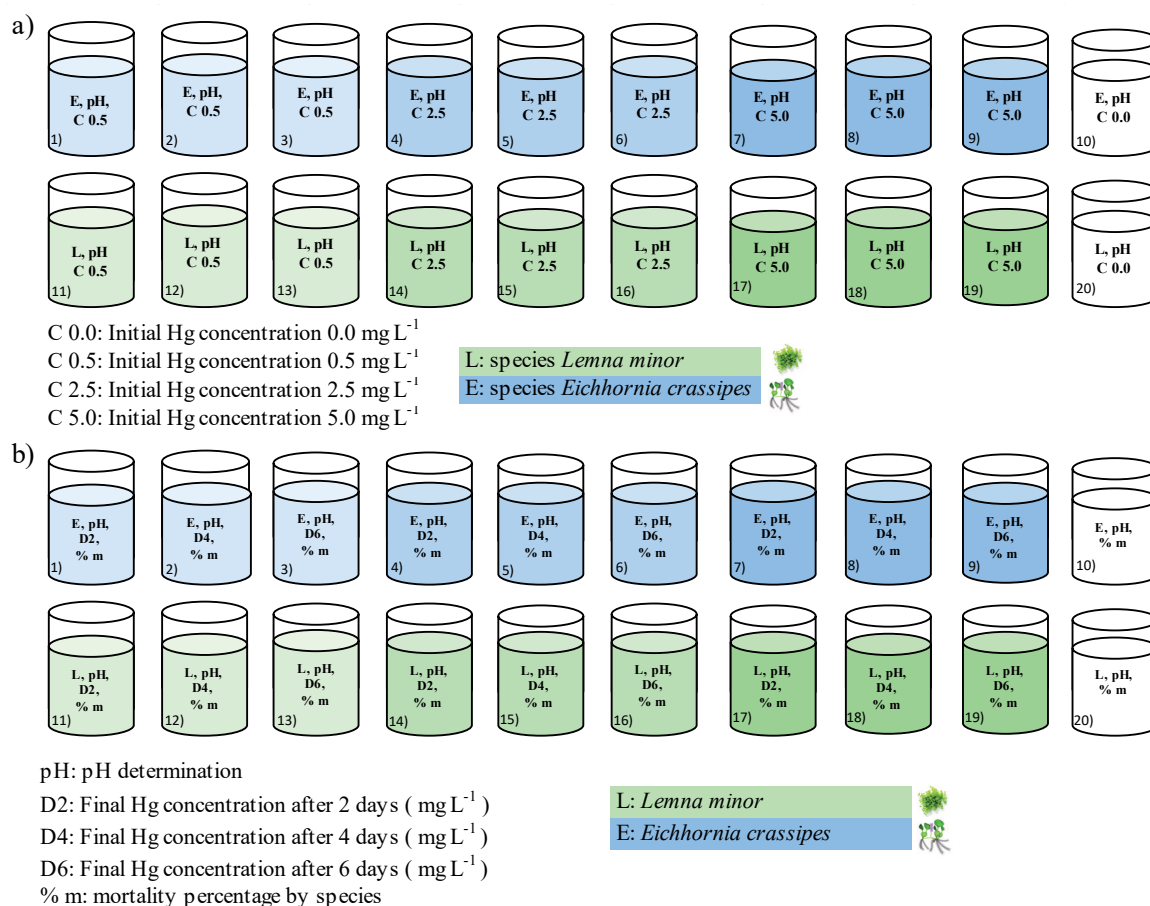 a)
E, pH,
C 0.5
1)
E, pH,
C 0.5
2)
E, pH
C 0.5
3)
E, pH
C 2.5
4)
E, pH
C 2.5
5)
E, pH
C 2.5
6)
E, pH
C 5.0
7)
E, pH
C 5.0
8)
E, pH
C 5.0
9)
E, pH
C 0.0
10)
L, pH
C 0.5
11)
L, pH
C 0.5
12)
L, pH
C 0.5
13)
L, pH
C 2.5
14)
L, pH
C 2.5
15)
L, pH
C 2.5
16)
L, pH
C 5.0
17)
L, pH
C 5.0
18)
L, pH
C 5.0
19)
L, pH
C 0.0
20)
C 0.0: Initial Hg concentration 0.0 mg L⁻¹
C 0.5: Initial Hg concentration 0.5 mg L⁻¹
C 2.5: Initial Hg concentration 2.5 mg L⁻¹
C 5.0: Initial Hg concentration 5.0 mg L⁻¹
L: species Lemna minor
E: species Eichhornia crassipes
b)
E, pH,
D2,
% m
1)
E, pH,
D4,
% m
2)
E, pH,
D6,
% m
3)
E, pH,
D2,
% m
4)
E, pH,
D4,
% m
5)
E, pH,
D6,
% m
6)
E, pH,
D2,
% m
7)
E, pH,
D4,
% m
8)
E, pH,
D6,
% m
9)
E, pH,
% m
10)
L, pH,
D2,
% m
11)
L, pH,
D4,
% m
12)
L, pH,
D6,
% m
13)
L, pH,
D2,
% m
14)
L, pH,
D4,
% m
15)
L, pH,
D6,
% m
16)
L, pH,
D2,
% m
17)
L, pH,
D4,
% m
18)
L, pH,
D6,
% m
19)
L, pH,
% m
20)
pH: pH determination
D2: Final Hg concentration after 2 days ( mg L⁻¹ )
D4: Final Hg concentration after 4 days ( mg L⁻¹ )
D6: Final Hg concentration after 6 days ( mg L⁻¹ )
% m: mortality percentage by species
L: Lemna minor
E: Eichhornia crassipes